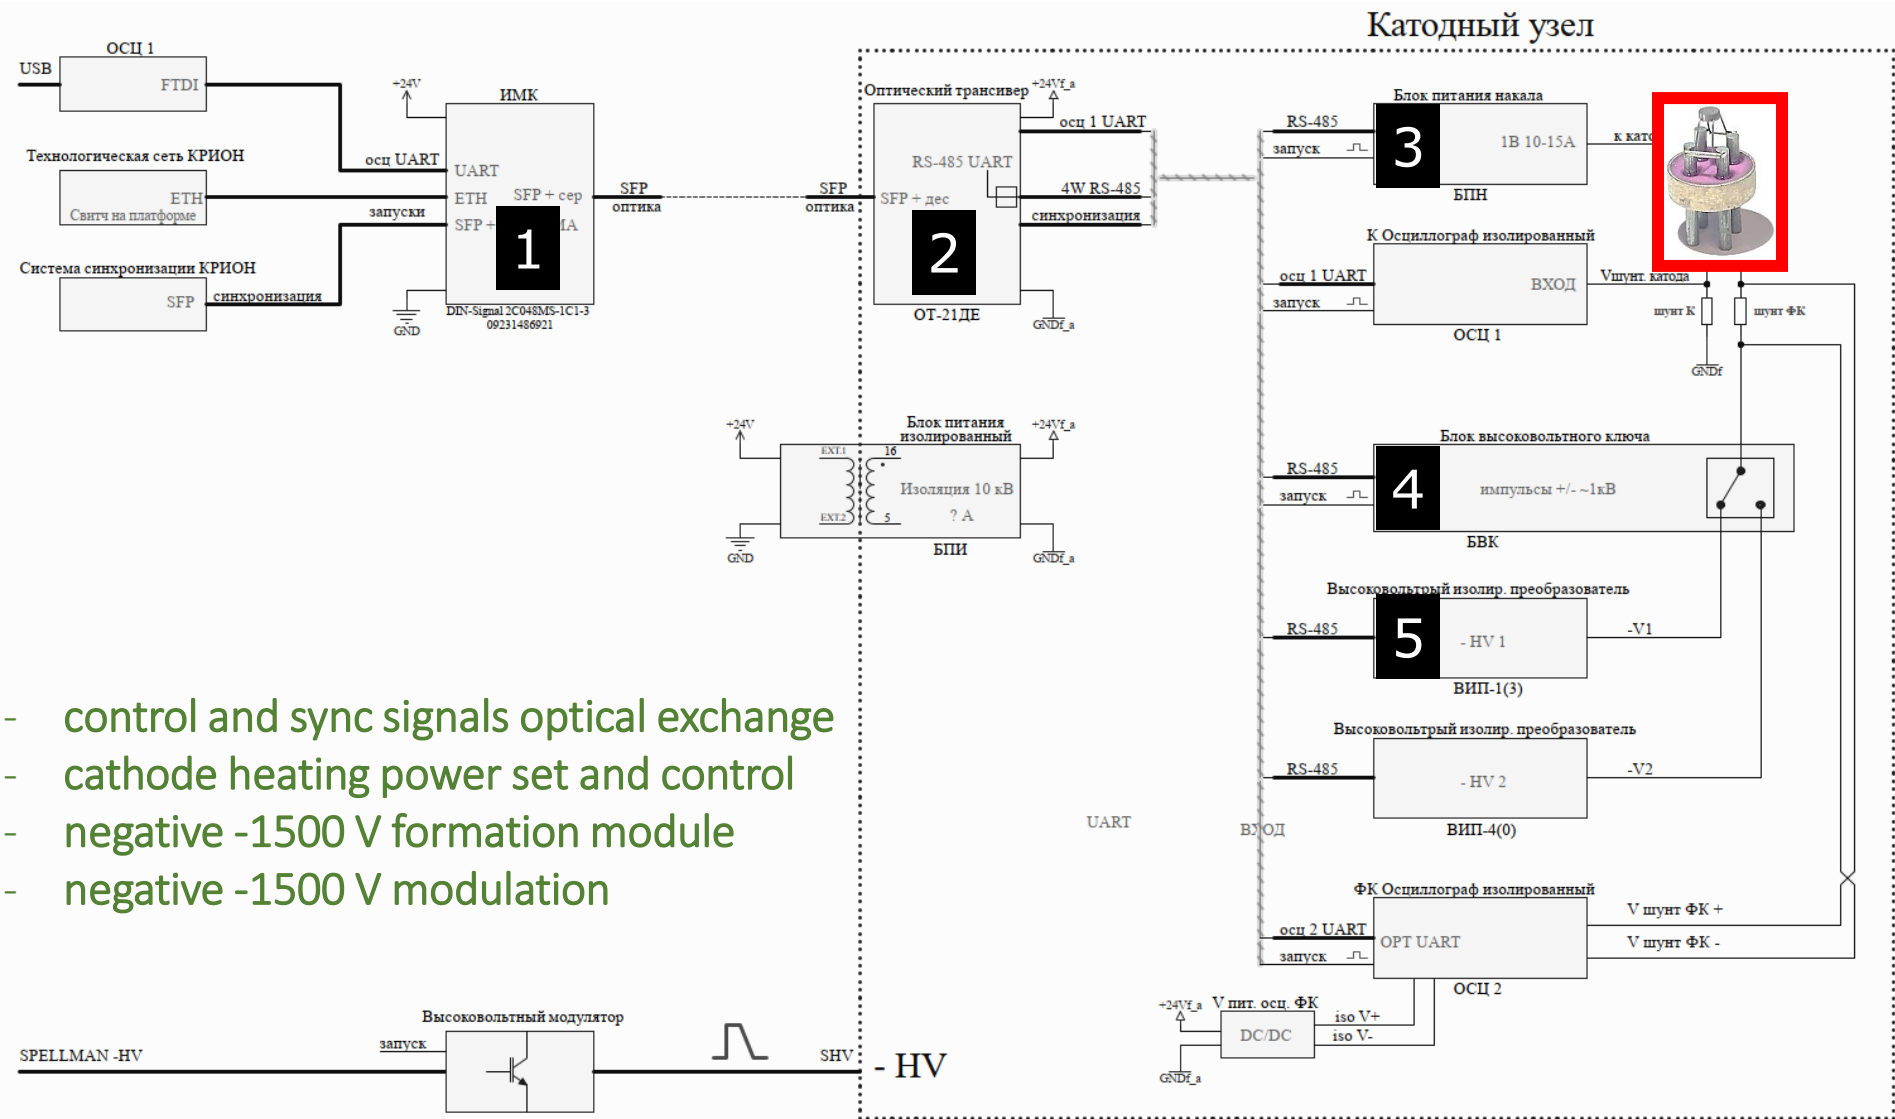 Катодный узел
ОСЦ 1
USB
FTDI
Технологическая сеть КРИОН
ETH
Свитч на платформе
Система синхронизации КРИОН
SFP
синхронизация
запуски
осц UART
+24V
ИМК
UART
ETH
SFP + сер
SFP +
1
GND
DIN-Signal 2C048MS-1C1-3
09231486921
SFP
оптика
SFP
оптика
Оптический трансивер
+24Vf_a
осц 1 UART
RS-485 UART
4W RS-485
SFP + дес
синхронизация
2
ОТ-21ДЕ
GNDf_a
Блок питания
изолированный
+24V
+24Vf_a
EXT.1
16
Изоляция 10 кВ
? А
EXT.2
5
GND
БПИ
GNDf_a
Блок питания накала
RS-485
запуск
3
1В 10-15А
БПН
К Осциллограф изолированный
осц 1 UART
запуск
ВХОД
Vшунт. катода
ОСЦ 1
шунт К
шунт ФК
GNDf
Блок высоковольтного ключа
RS-485
запуск
4
импульсы +/- ~1кВ
БВК
Высоковольтрый изолир. преобразователь
RS-485
5
- HV 1
-V1
ВИП-1(3)
Высоковольтрый изолир. преобразователь
RS-485
- HV 2
-V2
ВИП-4(0)
UART
ВХОД
ФК Осциллограф изолированный
осц 2 UART
запуск
OPT UART
V шунт ФК +
V шунт ФК -
ОСЦ 2
+24Vf_a
V пит. осц. ФК
DC/DC
iso V+
iso V-
GNDf_a
- control and sync signals optical exchange
- cathode heating power set and control
- negative -1500 V formation module
- negative -1500 V modulation
Высоковольтный модулятор
запуск
SPELLMAN -HV
SHV
- HV